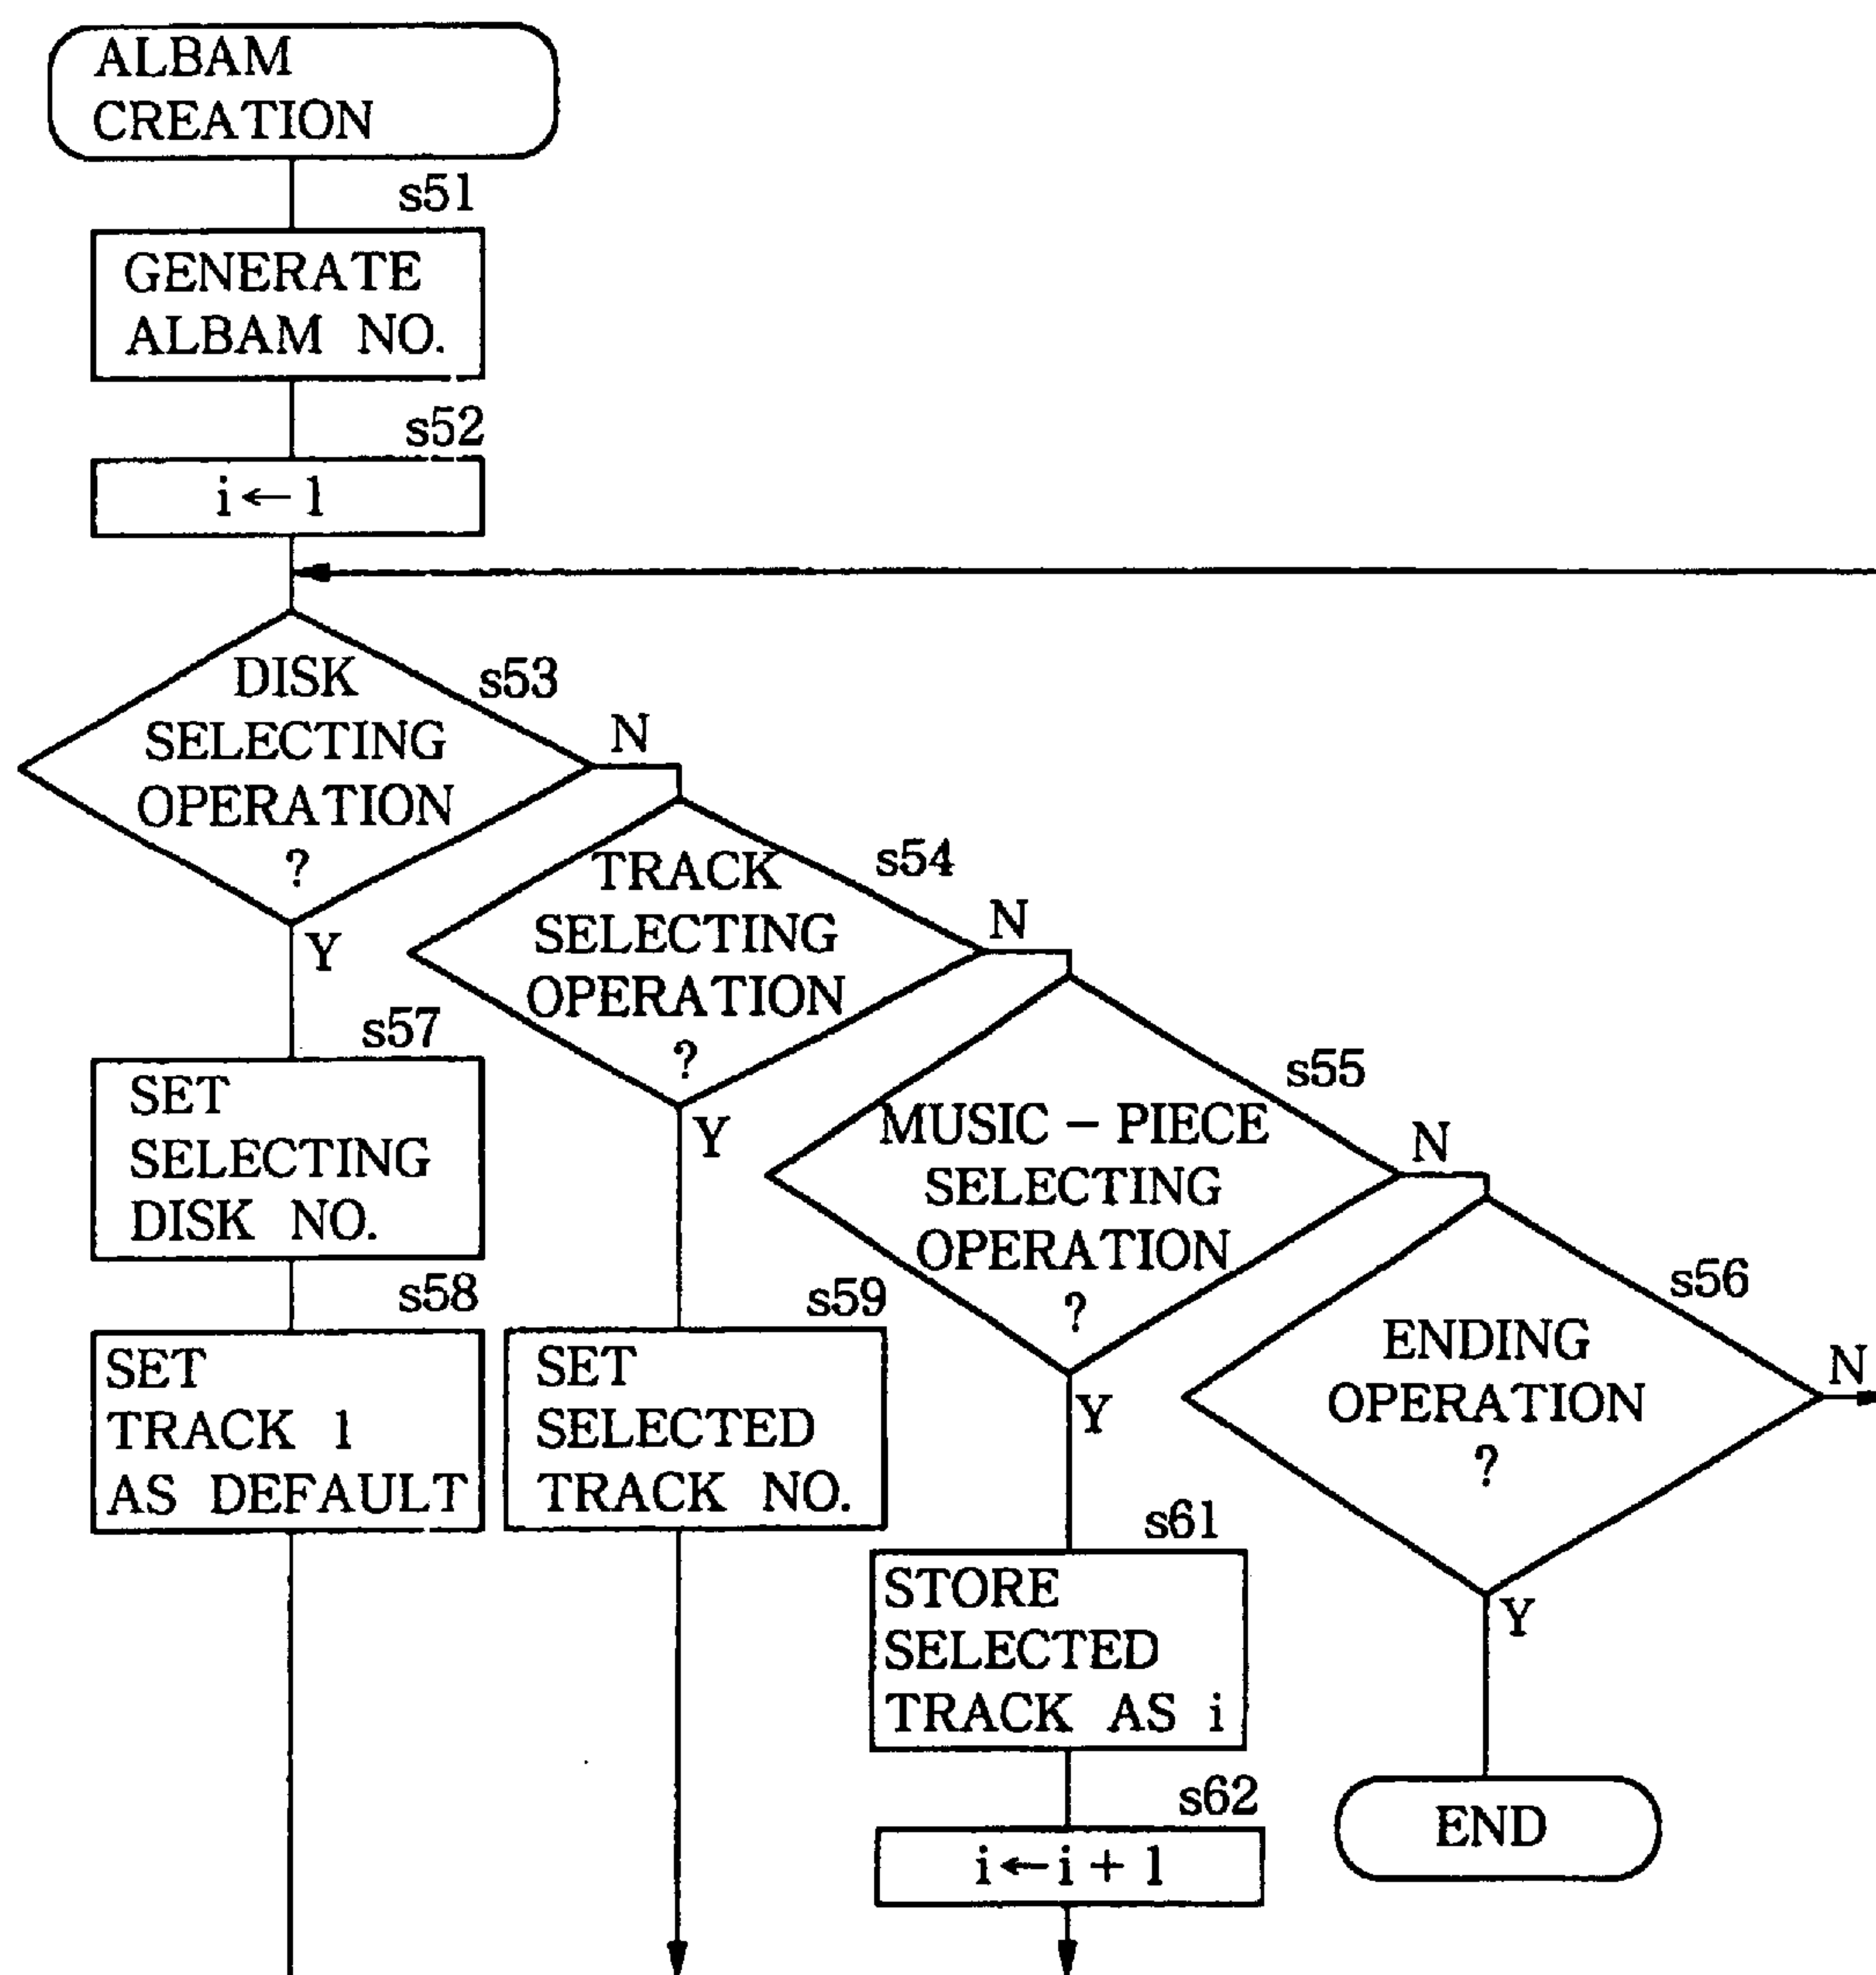 ALBAM
CREATION
s51
GENERATE
ALBAM NO.
s52
i←1
DISK
SELECTING
OPERATION
?
s53
N
Y
TRACK
SELECTING
OPERATION
?
s54
N
Y
MUSIC – PIECE
SELECTING
OPERATION
?
s55
N
Y
ENDING
OPERATION
?
s56
N
Y
s57
SET
SELECTING
DISK NO.
s58
SET
TRACK 1
AS DEFAULT
s59
SET
SELECTED
TRACK NO.
s61
STORE
SELECTED
TRACK AS i
s62
i←i + 1
END